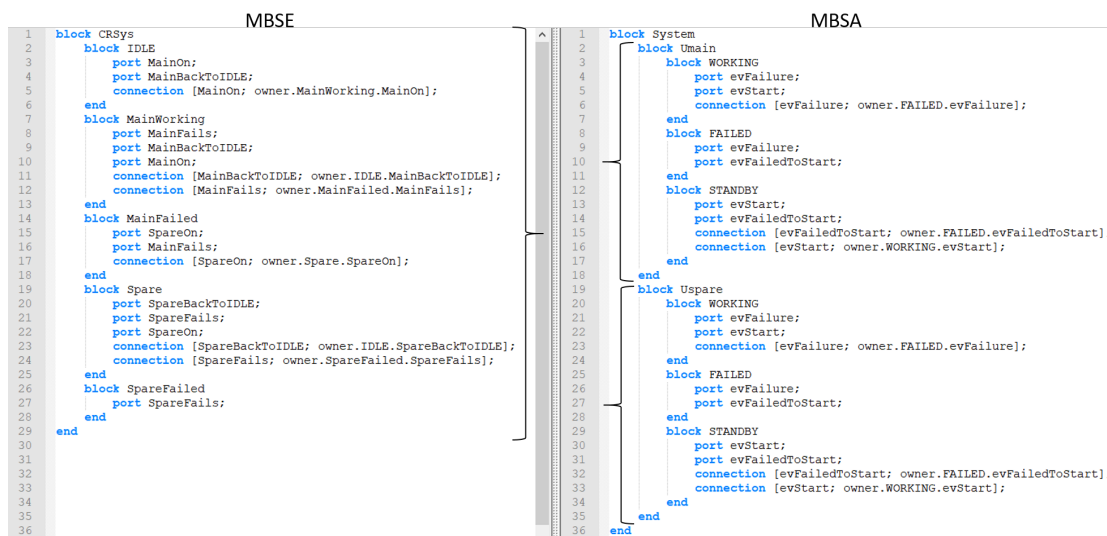 MBSE
1 block CRSys
2 block IDLE
3 port MainOn;
4 port MainBackToIDLE;
5 connection [MainOn; owner.MainWorking.MainOn];
6 end
7 block MainWorking
8 port MainFails;
9 port MainBackToIDLE;
10 port MainOn;
11 connection [MainBackToIDLE; owner.IDLE.MainBackToIDLE];
12 connection [MainFails; owner.MainFailed.MainFails];
13 end
14 block MainFailed
15 port SpareOn;
16 port MainFails;
17 connection [SpareOn; owner.Spare.SpareOn];
18 end
19 block Spare
20 port SpareBackToIDLE;
21 port SpareFails;
22 port SpareOn;
23 connection [SpareBackToIDLE; owner.IDLE.SpareBackToIDLE];
24 connection [SpareFails; owner.SpareFailed.SpareFails];
25 end
26 block SpareFailed
27 port SpareFails;
28 end
29 end
30
31
32
33
34
35
36
MBSA
1 block System
2 block Umain
3 block WORKING
4 port evFailure;
5 port evStart;
6 connection [evFailure; owner.FAILED.evFailure];
7 end
8 block FAILED
9 port evFailure;
10 port evFailedToStart;
11 end
12 block STANDBY
13 port evStart;
14 port evFailedToStart;
15 connection [evFailedToStart; owner.FAILED.evFailedToStart]
16 connection [evStart; owner.WORKING.evStart];
17 end
18 end
19 block Uspare
20 block WORKING
21 port evFailure;
22 port evStart;
23 connection [evFailure; owner.FAILED.evFailure];
24 end
25 block FAILED
26 port evFailure;
27 port evFailedToStart;
28 end
29 block STANDBY
30 port evStart;
31 port evFailedToStart;
32 connection [evFailedToStart; owner.FAILED.evFailedToStart]
33 connection [evStart; owner.WORKING.evStart];
34 end
35 end
36 end